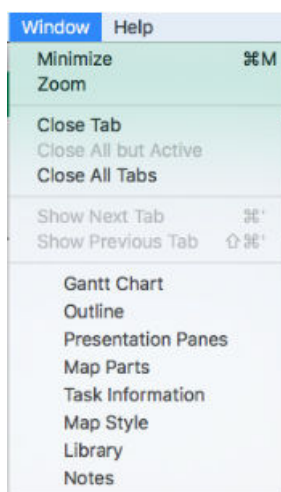 Window Help
Minimize ⌘M
Zoom
Close Tab
Close All but Active
Close All Tabs
Show Next Tab ⌘`
Show Previous Tab ⇧⌘`
Gantt Chart
Outline
Presentation Panes
Map Parts
Task Information
Map Style
Library
Notes